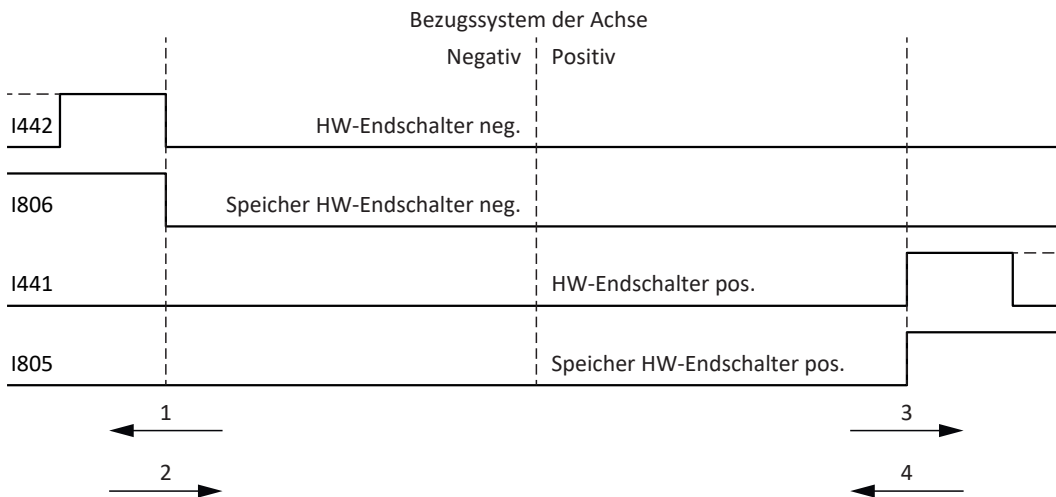 Bezugssystem der Achse
Negativ Positiv
I442 HW-Endschalter neg.
I806 Speicher HW-Endschalter neg.
I441 HW-Endschalter pos.
I805 Speicher HW-Endschalter pos.
1 3
2 4